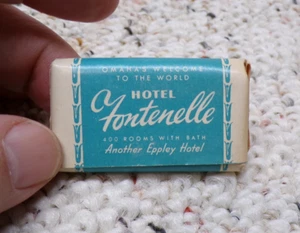 OMAHA'S WELCOME
TO THE WORLD
HOTEL
Fontenelle
400 ROOMS WITH BATH
Another Eppley Hotel